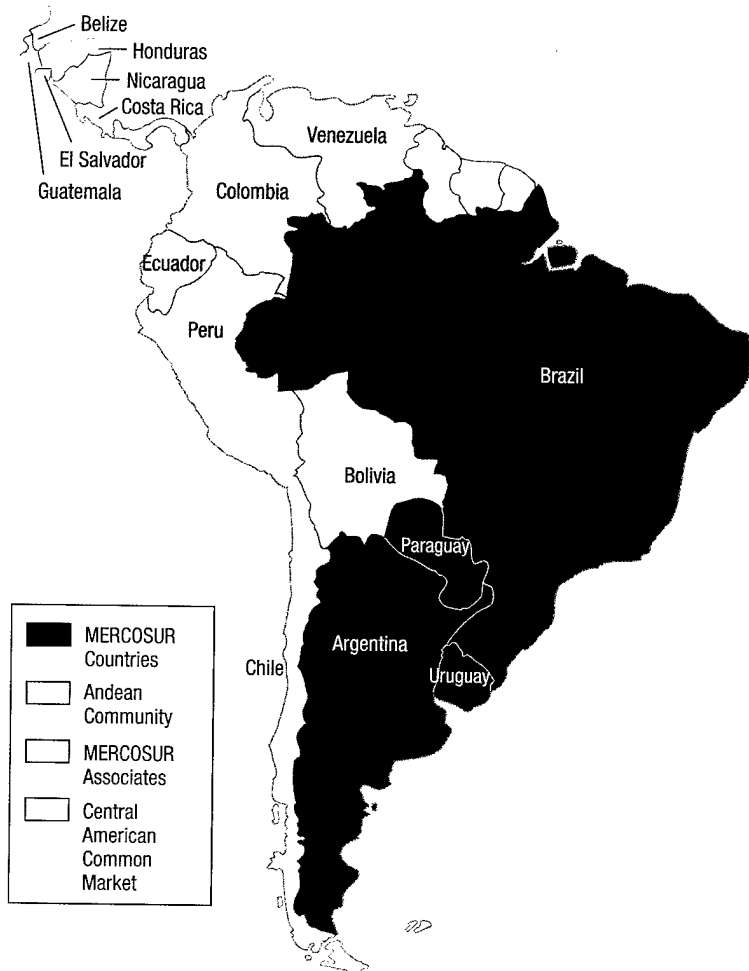 Belize
Honduras
Nicaragua
Costa Rica
El Salvador
Guatemala
Venezuela
Colombia
Ecuador
Peru
Brazil
Bolivia
Paraguay
Argentina
Chile
Uruguay
MERCOSUR
Countries
Andean
Community
MERCOSUR
Associates
Central
American
Common
Market